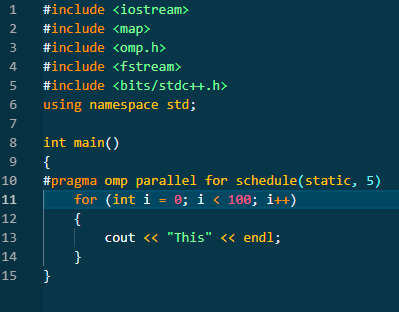 1 #include <iostream>
2 #include <map>
3 #include <omp.h>
4 #include <fstream>
5 #include <bits/stdc++.h>
6 using namespace std;
7
8 int main()
9 {
10 #pragma omp parallel for schedule(static, 5)
11     for (int i = 0; i < 100; i++)
12     {
13         cout << "This" << endl;
14     }
15 }